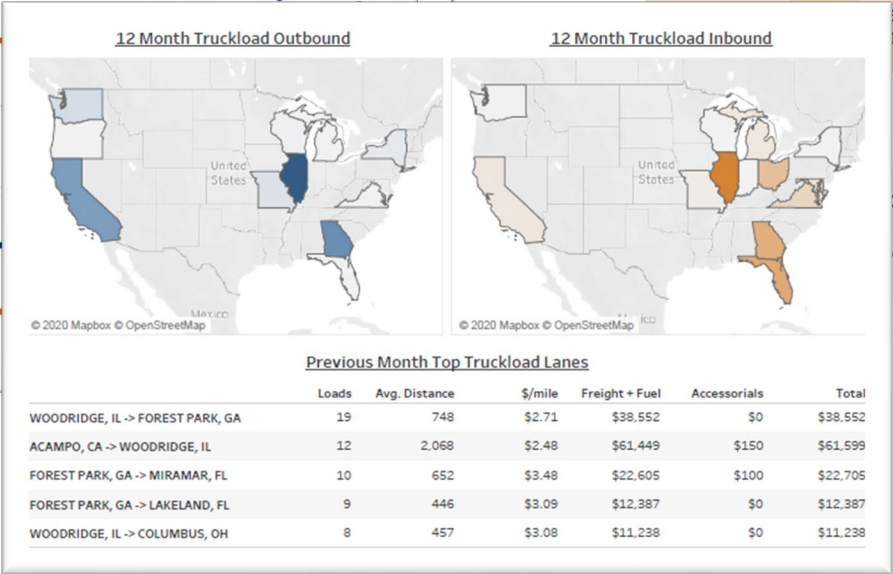 12 Month Truckload Outbound
12 Month Truckload Inbound
United
States
Mexico
© 2020 Mapbox © OpenStreetMap
United
States
© 2020 Mapbox © OpenStreetMap
Previous Month Top Truckload Lanes
Loads Avg. Distance $/mile Freight + Fuel Accessorials Total
WOODRIDGE, IL -> FOREST PARK, GA 19 748 $2.71 $38,552 $0 $38,552
ACAMPO, CA -> WOODRIDGE, IL 12 2,068 $2.48 $61,449 $150 $61,599
FOREST PARK, GA -> MIRAMAR, FL 10 652 $3.48 $22,605 $100 $22,705
FOREST PARK, GA -> LAKELAND, FL 9 446 $3.09 $12,387 $0 $12,387
WOODRIDGE, IL -> COLUMBUS, OH 8 457 $3.08 $11,238 $0 $11,238